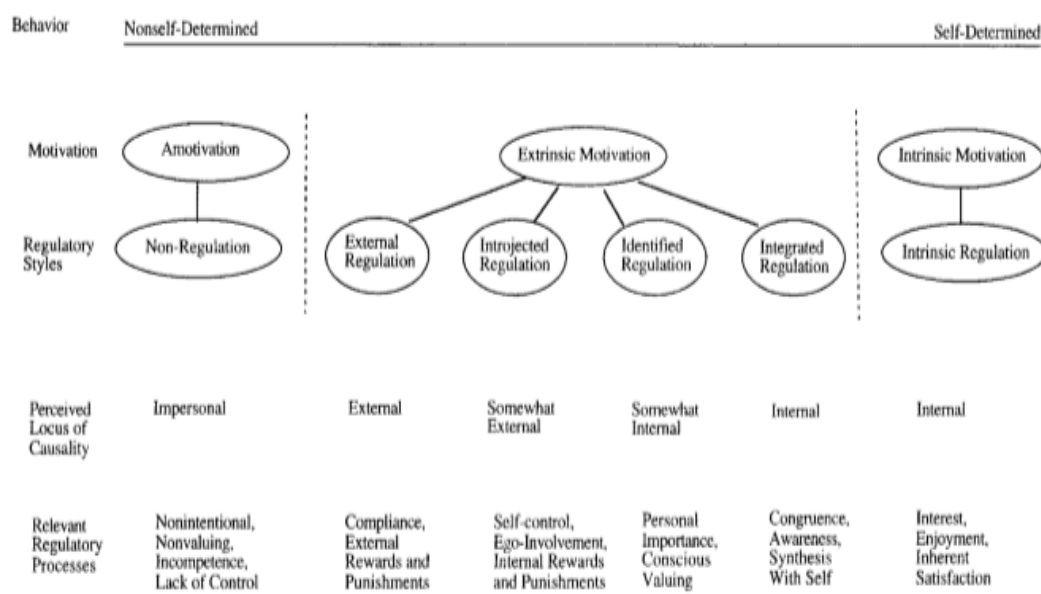 Behavior Nonself-Determined Self-Determined
Motivation Amotivation Extrinsic Motivation Intrinsic Motivation
Regulatory
Styles
Non-Regulation
External
Regulation
Introjected
Regulation
Identified
Regulation
Integrated
Regulation
Intrinsic Regulation
Perceived
Locus of
Causality
Impersonal
External
Somewhat
External
Somewhat
Internal
Internal
Internal
Relevant
Regulatory
Processes
Nonintentional,
Nonvaluing,
Incompetence,
Lack of Control
Compliance,
External
Rewards and
Punishments
Self-control,
Ego-Involvement,
Internal Rewards
and Punishments
Personal
Importance,
Conscious
Valuing
Congruence,
Awareness,
Synthesis
With Self
Interest,
Enjoyment,
Inherent
Satisfaction